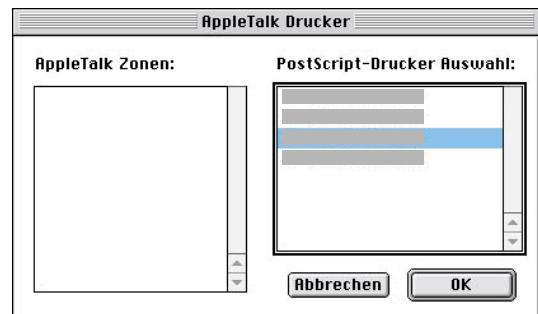 AppleTalk Drucker
AppleTalk Zonen:
PostScript-Drucker Auswahl:
Abbrechen
OK